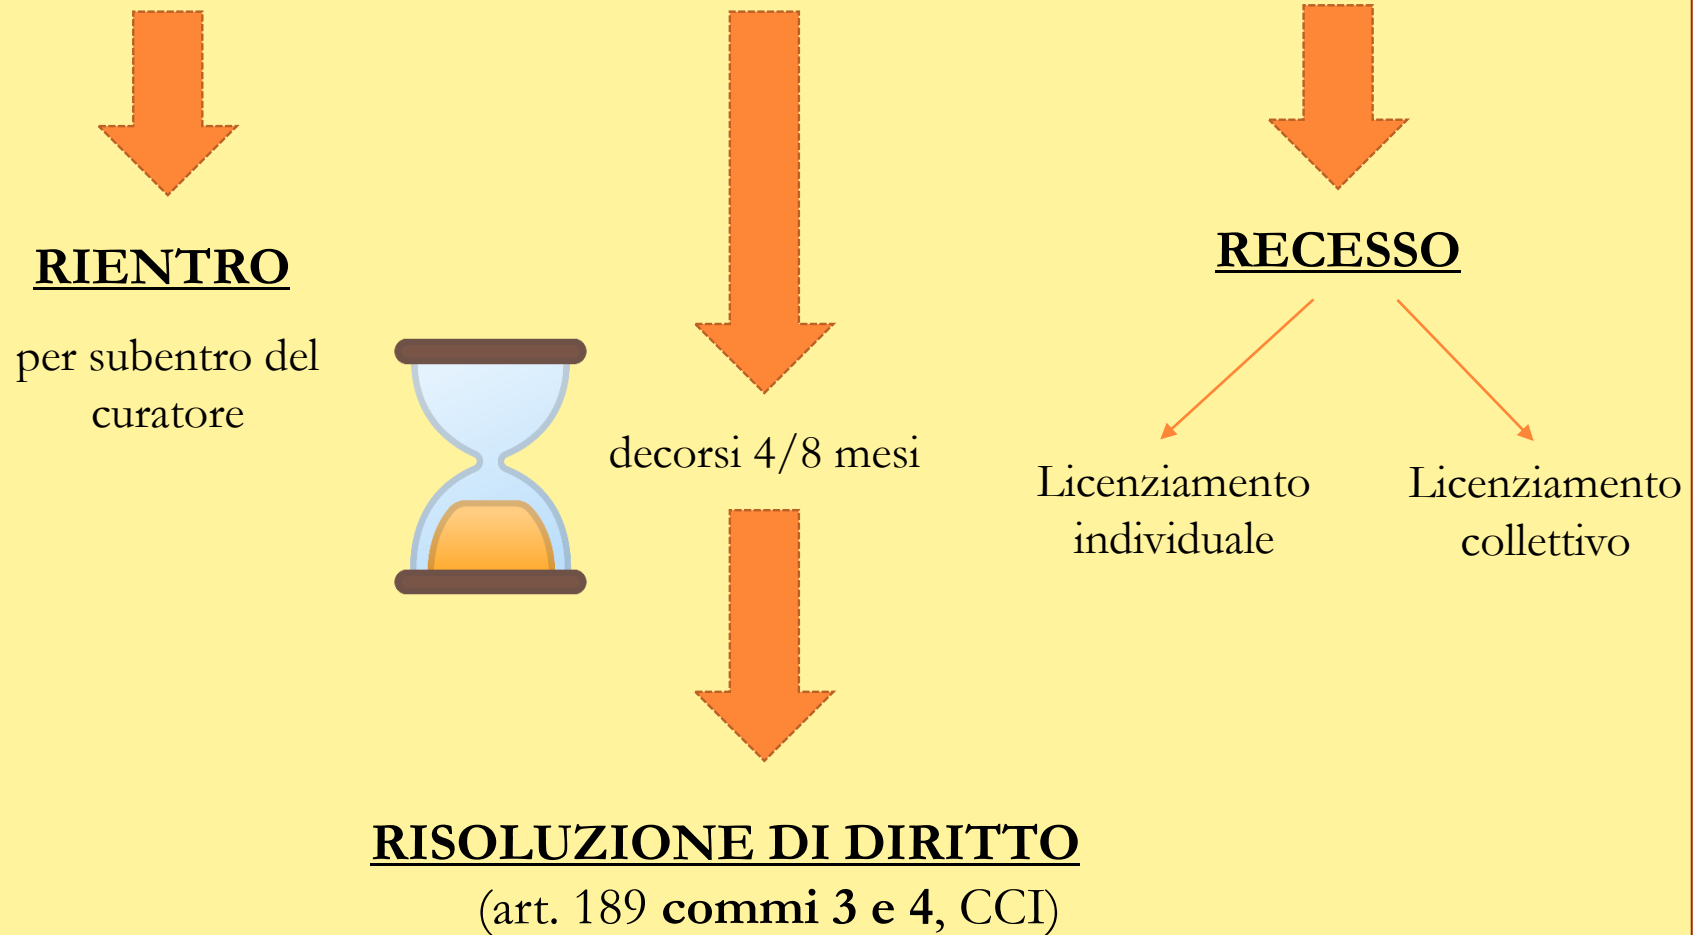 RIENTRO
per subentro del
curatore
decorsi 4/8 mesi
RECESSO
Licenziamento
individuale
Licenziamento
collettivo
RISOLUZIONE DI DIRITTO
(art. 189 commi 3 e 4, CCI)